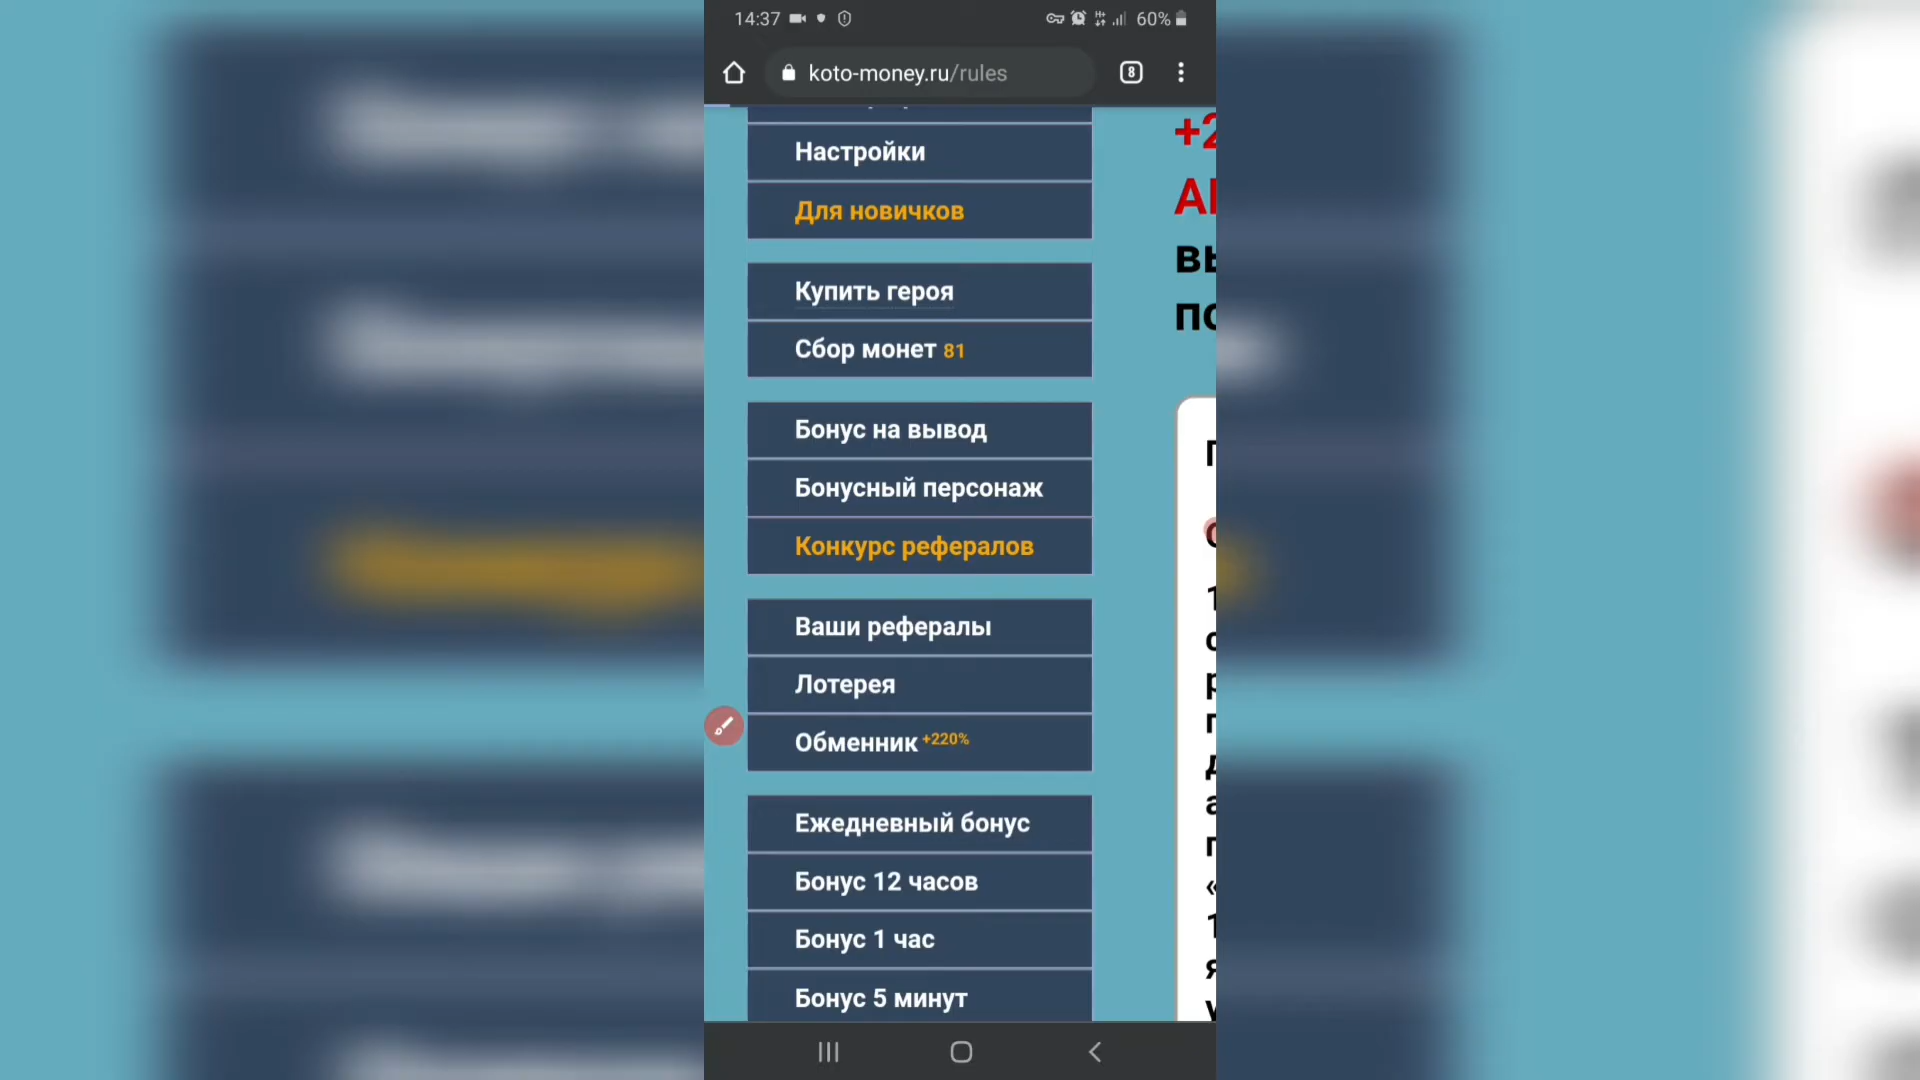 14:37
60%
koto-money.ru/rules
8
Настройки
Для новичков
Купить героя
Сбор монет 81
Бонус на вывод
Бонусный персонаж
Конкурс рефералов
Ваши рефералы
Лотерея
Обменник +220%
Ежедневный бонус
Бонус 12 часов
Бонус 1 час
Бонус 5 минут